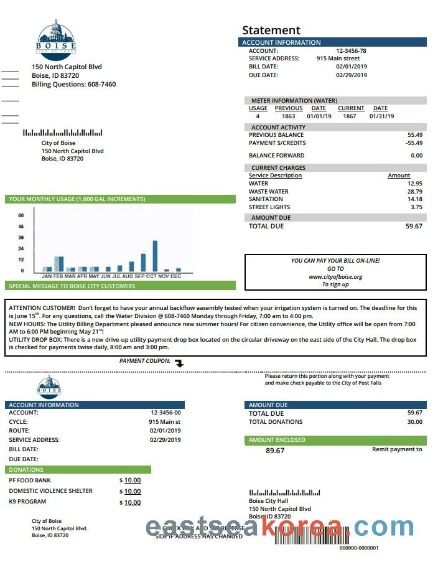 Statement
BOISE
ACCOUNT INFORMATION
ACCOUNT: 12-3456-78
SERVICE ADDRESS: 915 Main street
BILL DATE: 02/01/2019
DUE DATE: 02/29/2019
150 North Capitol Blvd
Boise, ID 83720
Billing Questions: 608-7460
METER INFORMATION (WATER)
USAGE PREVIOUS DATE CURRENT DATE
4 1863 01/01/19 1867 01/31/19
City of Boise
150 North Capitol Blvd
Boise, ID 83720
ACCOUNT ACTIVITY
PREVIOUS BALANCE 55.49
PAYMENT S/CREDITS -55.49
BALANCE FORWARD 0.00
CURRENT CHARGES
Service Description Amount
WATER 12.95
WASTE WATER 28.79
SANITATION 14.18
STREET LIGHTS 3.75
AMOUNT DUE
TOTAL DUE 59.67
YOUR MONTHLY USAGE (1,000 GAL INCREMENTS)
60
48
36
24
12
0
JAN FEB MAR APR MAY JUN JUL AUG SEP OCT NOV DEC
YOU CAN PAY YOUR BILL ON-LINE!
GO TO
www.cityofboise.org
To sign up
SPECIAL MESSAGE TO BOISE CITY CUSTOMERS
ATTENTION CUSTOMER! Don't forget to have your annual backflow assembly tested when your irrigation system is turned on. The deadline for this
is June 15th. For any questions, call the Water Division @ 608-7460 Monday through Friday, 7:00 am to 4:00 pm.
NEW HOURS: The Utility Billing Department pleased announce new summer hours! For citizen convenience, the Utility office will be open from 7:00
AM to 6:00 PM beginning May 21st!
UTILITY DROP BOX: There is a new drive-up utility payment drop box located on the circular driveway on the east side of the City Hall. The drop box
is checked for payments twice daily, 8:00 am and 3:00 pm.
PAYMENT COUPON:
Please return this portion along with your payment
and make check payable to the City of Post Falls
BOISE
ACCOUNT INFORMATION
ACCOUNT: 12-3456-00
CYCLE: 915 Main st
ROUTE: 02/01/2019
SERVICE ADDRESS: 02/29/2019
BILL DATE:
DUE DATE:
AMOUNT DUE
TOTAL DUE 59.67
TOTAL DONATIONS 30.00
AMOUNT ENCLOSED
89.67 Remit payment to
DONATIONS
PF FOOD BANK $ 10.00
DOMESTIC VIOLENCE SHELTER $ 10.00
K9 PROGRAM $ 10.00
Boise City Hall
150 North Capitol Blvd
Boise, ID 83720
City of Boise
150 North Capitol Blvd.
Boise, ID 83720
SIDE IF ADDRESS HAS CHANGED
eastseakorea.com
000000-0000001